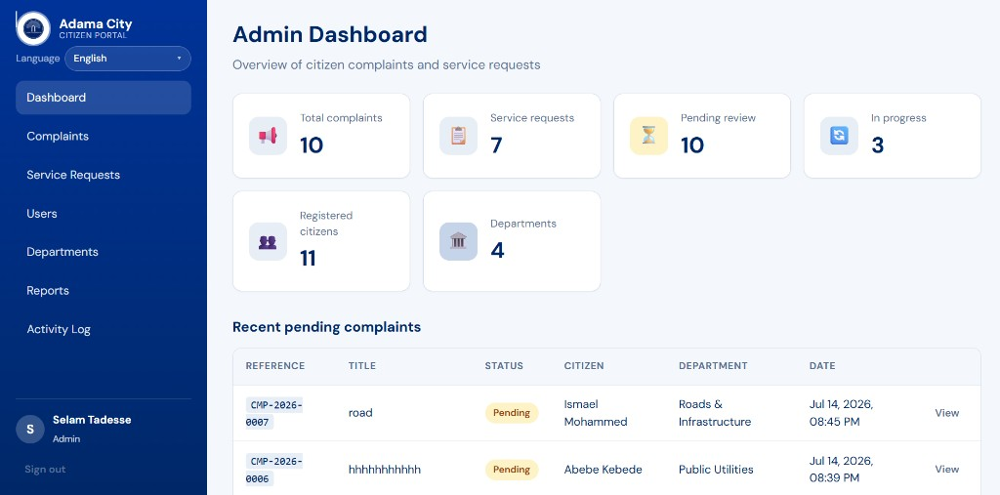 Adama City
CITIZEN PORTAL
Language English
Dashboard
Complaints
Service Requests
Users
Departments
Reports
Activity Log
S
Selam Tadesse
Admin
Sign out
Admin Dashboard
Overview of citizen complaints and service requests
Total complaints
10
Service requests
7
Pending review
10
In progress
3
Registered
citizens
11
Departments
4
Recent pending complaints
REFERENCE TITLE STATUS CITIZEN DEPARTMENT DATE
CMP-2026-
0007
road
Pending
Ismael
Mohammed
Roads &
Infrastructure
Jul 14, 2026,
08:45 PM
View
CMP-2026-
0006
hhhhhhhhhhh
Pending
Abebe Kebede
Public Utilities
Jul 14, 2026,
08:39 PM
View